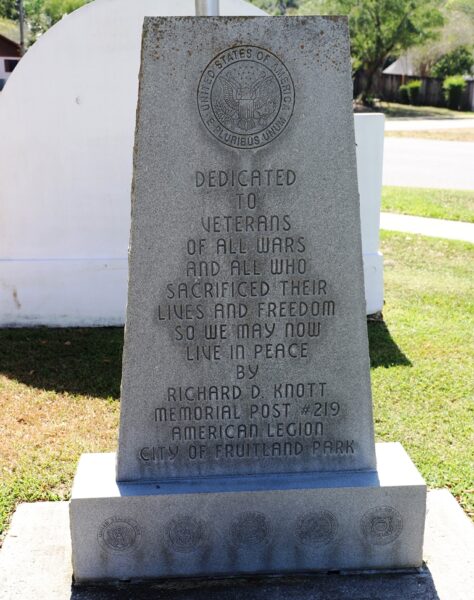 UNITED STATES OF AMERICA
E PLURIBUS UNUM
DEDICATED
TO
VETERANS
OF ALL WARS
AND ALL WHO
SACRIFICED THEIR
LIVES AND FREEDOM
SO WE MAY NOW
LIVE IN PEACE
BY
RICHARD D. KNOTT
MEMORIAL POST #219
AMERICAN LEGION
CITY OF FRUITLAND PARK